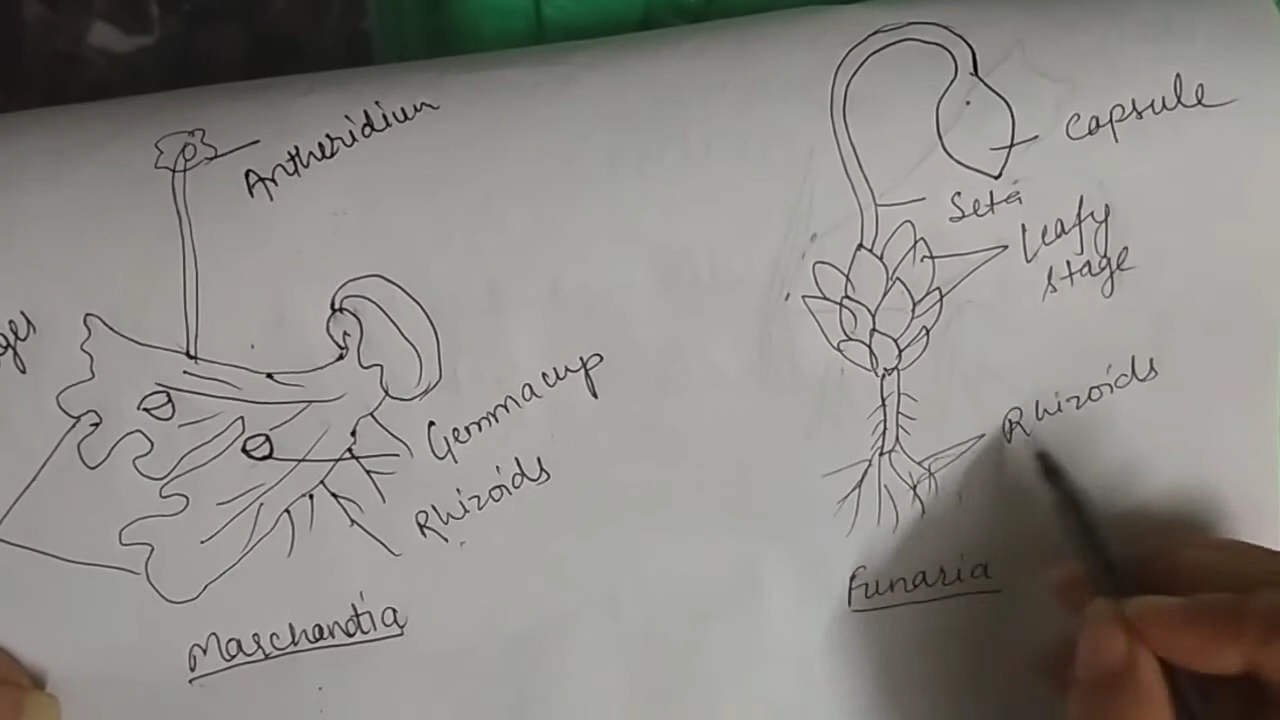 Antheridium
Gemma cup
Rhizoids
Marchantia
Capsule
Seta
Leafy
stage
Rhizoids
Funaria